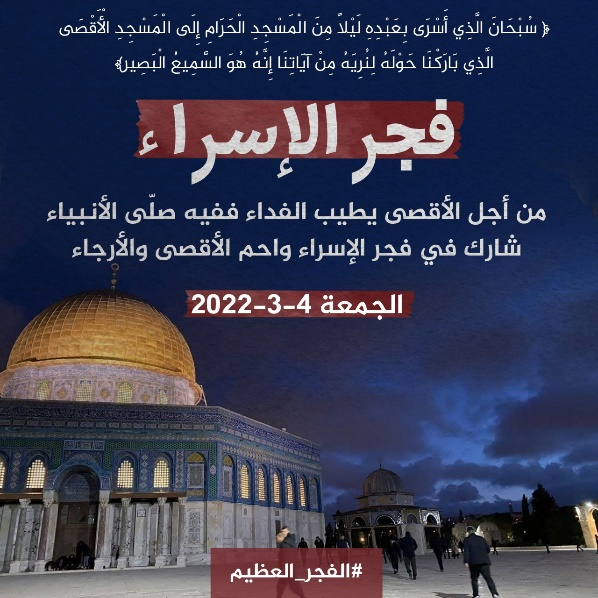 ﴿ سُبْحَانَ الَّذِي أَسْرَى بِعَبْدِهِ لَيْلاً مِنَ الْمَسْجِدِ الْحَرَامِ إِلَى الْمَسْجِدِ الْأَقْصَى
الَّذِي بَارَكْنَا حَوْلَهُ لِنُرِيَهُ مِنْ آيَاتِنَا إِنَّهُ هُوَ السَّمِيعُ الْبَصِير﴾
فجر الإسراء
من أجل الأقصى يطيب الفداء ففيه صلّى الأنبياء
شارك في فجر الإسراء واحم الأقصى والأرجاء
الجمعة 4-3-2022
#الفجر_العظيم